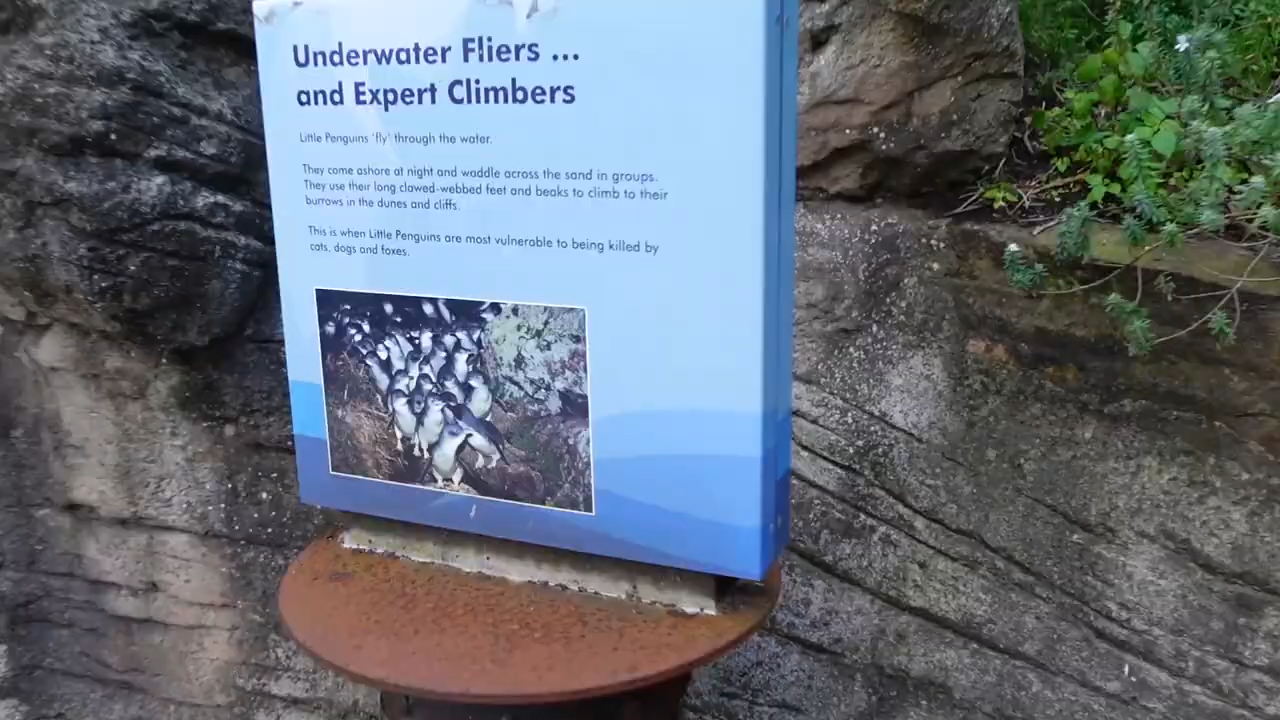 Underwater Fliers ...
and Expert Climbers
Little Penguins 'fly' through the water.
They come ashore at night and waddle across the sand in groups.
They use their long clawed-webbed feet and beaks to climb to their
burrows in the dunes and cliffs.
This is when Little Penguins are most vulnerable to being killed by
cats, dogs and foxes.